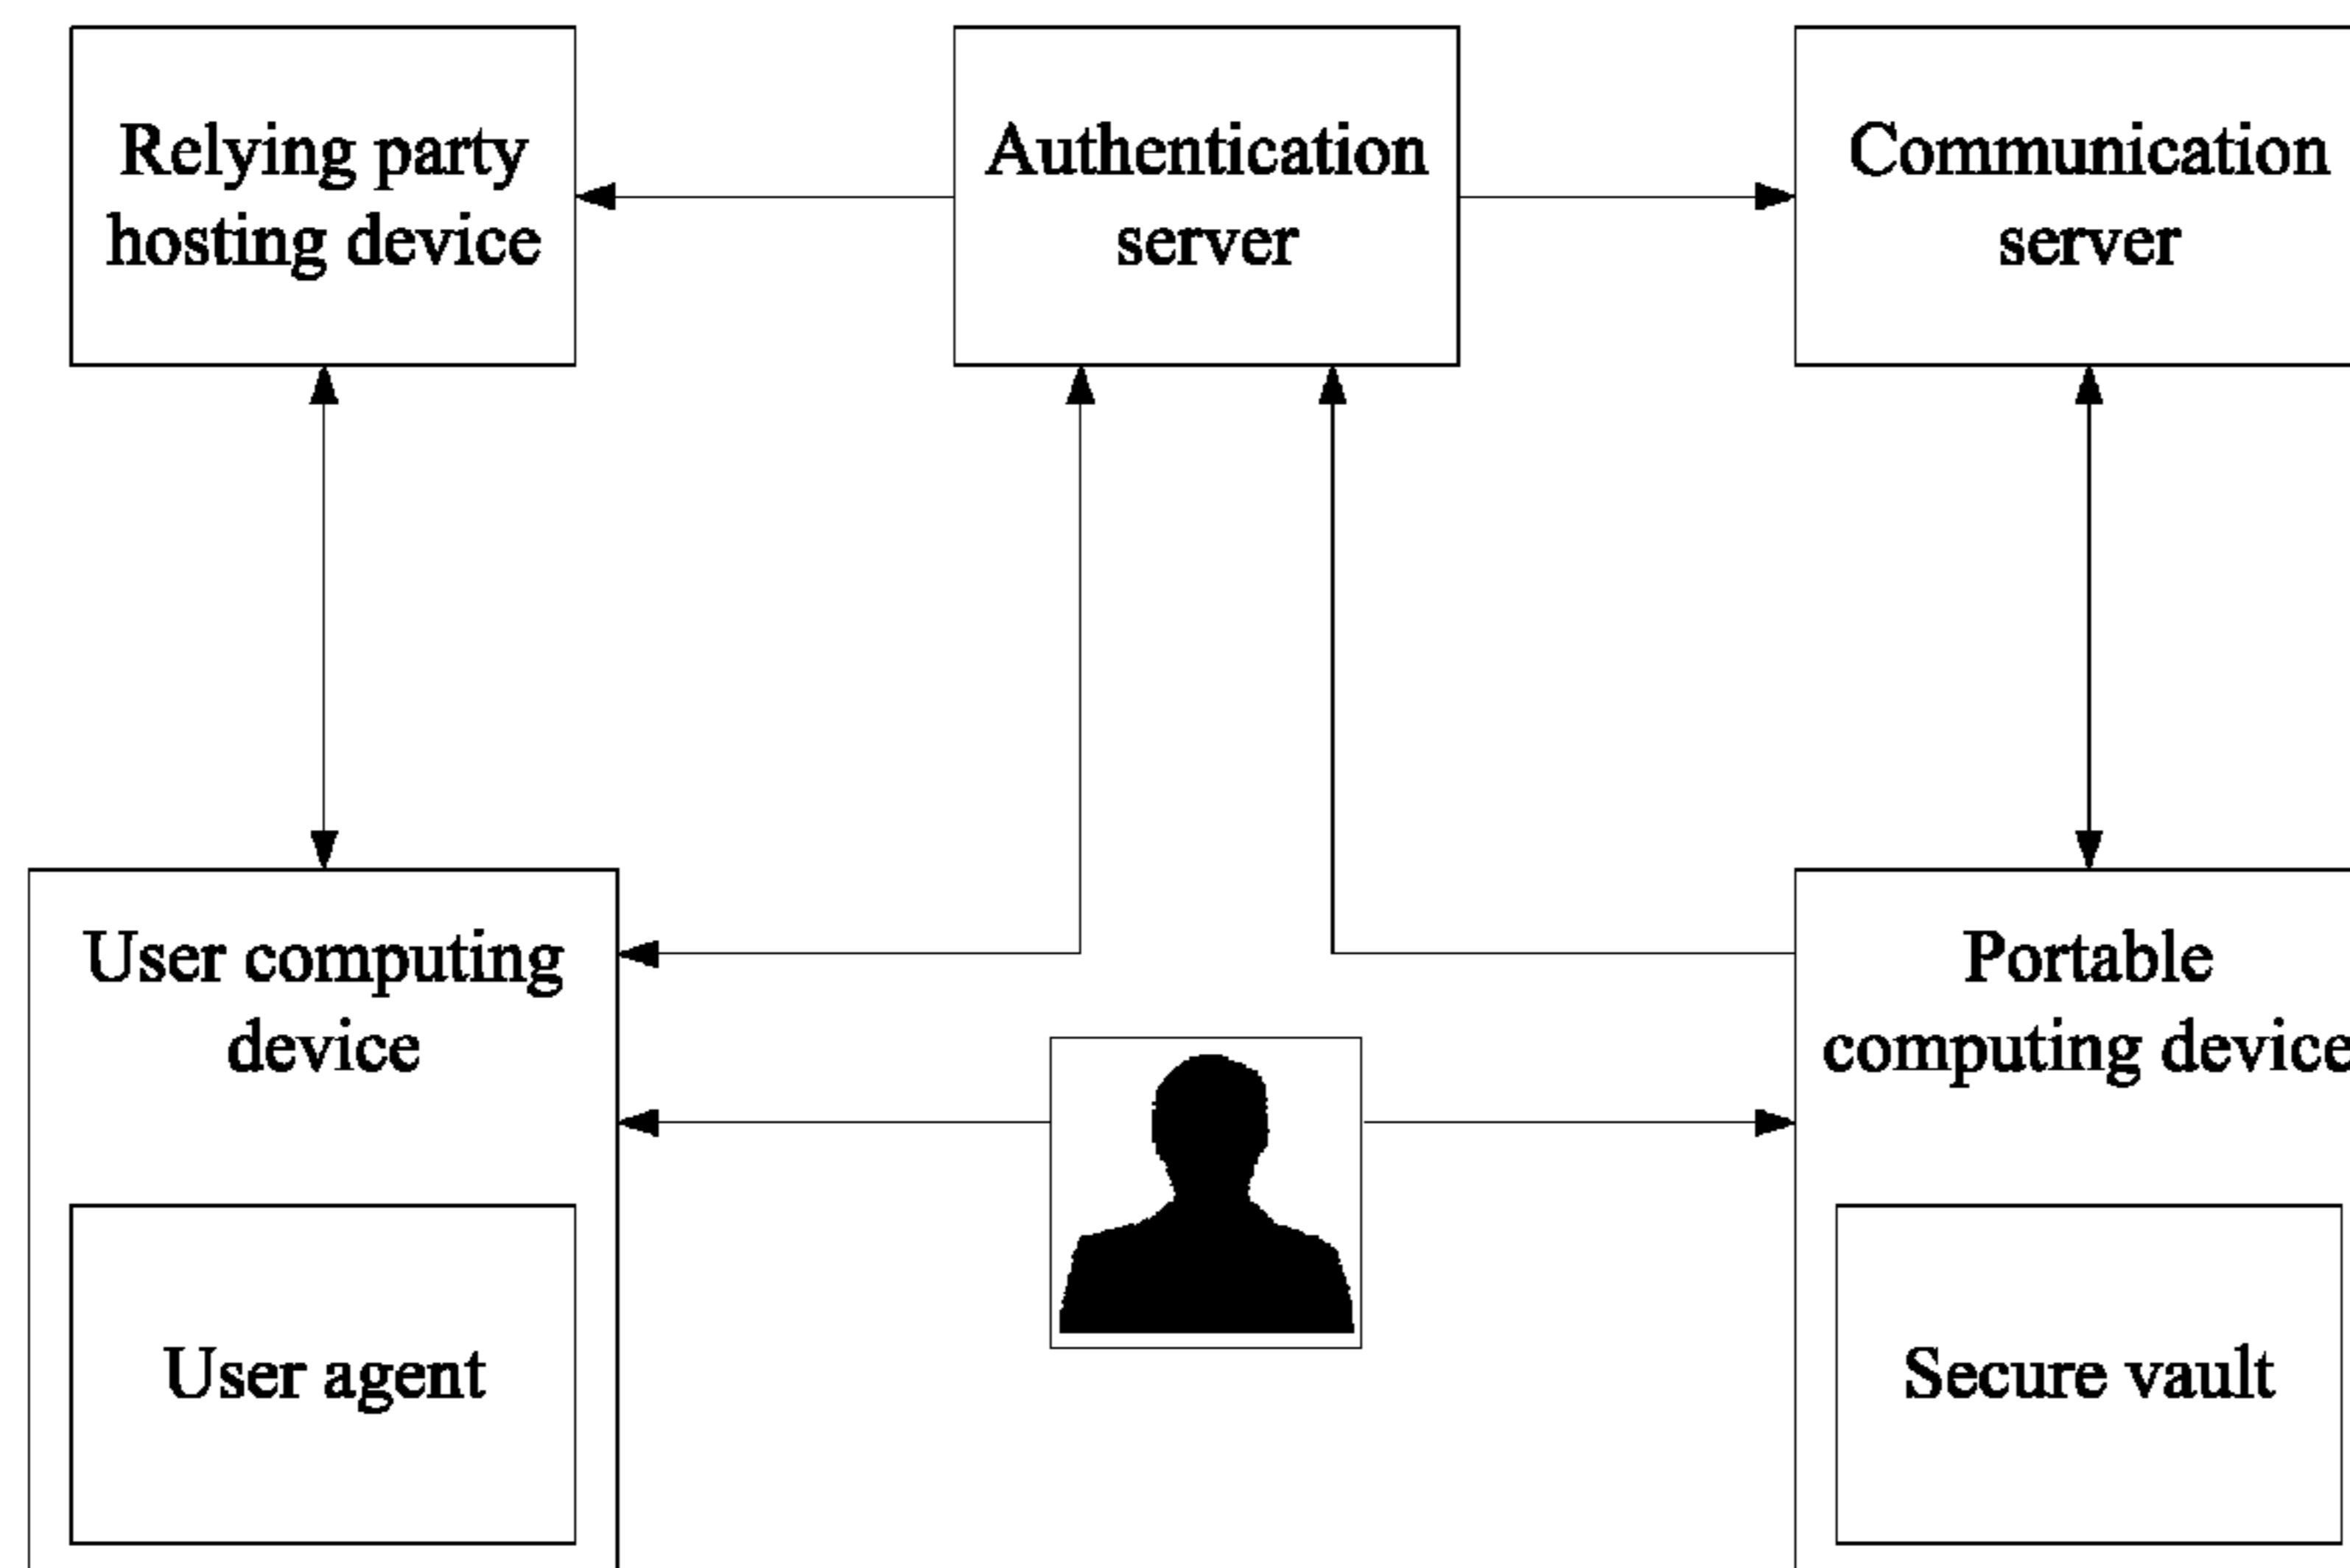 Relying party
hosting device
Authentication
server
Communication
server
User computing
device
Portable
computing device
User agent
Secure vault